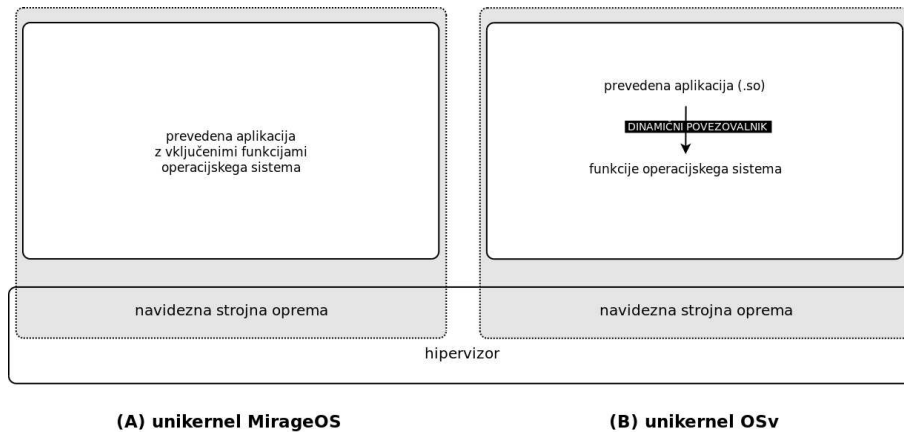 prevedena aplikacija
z vključenimi funkcijami
operacijskega sistema
navidezna strojna oprema
prevedena aplikacija (.so)
DINAMIČNI POVEZOVALNIK
funkcije operacijskega sistema
navidezna strojna oprema
hipervizor
(A) unikernel MirageOS
(B) unikernel OSv